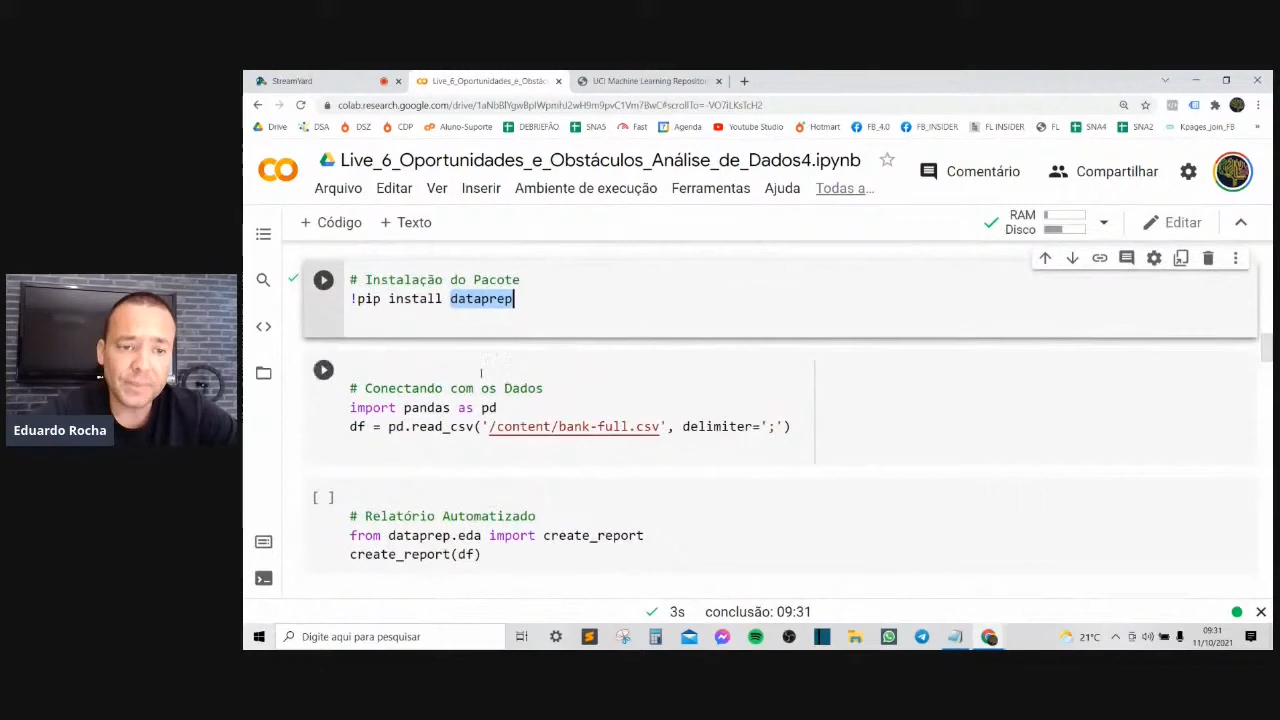 StreamYard
Live_6_Oportunidades_e_Obstác
UCI Machine Learning Reposito
colab.research.google.com/drive/1aNbBlYgwBplWpmhJ2wH9m9pvC1Vm7BwC#scrollTo=-VO7iLKsTcH2
Drive DSA DSZ CDP Aluno-Suporte DEBRIEFÃO SNA5 Fast Agenda Youtube Studio Hotmart FB_4.0 FB_INSIDER FL INSIDER FL SNA4 SNA2 Kpages_join_FB »
Live_6_Oportunidades_e_Obstáculos_Análise_de_Dados4.ipynb
Comentário Compartilhar
Arquivo Editar Ver Inserir Ambiente de execução Ferramentas Ajuda Todas a...
+ Código + Texto
RAM
Disco
Editar
# Instalação do Pacote
!pip install dataprep
# Conectando com os Dados
import pandas as pd
df = pd.read_csv('/content/bank-full.csv', delimiter=';')
[ ]
# Relatório Automatizado
from dataprep.eda import create_report
create_report(df)
Eduardo Rocha
3s conclusão: 09:31
Digite aqui para pesquisar
21°C
09:31
11/10/2021